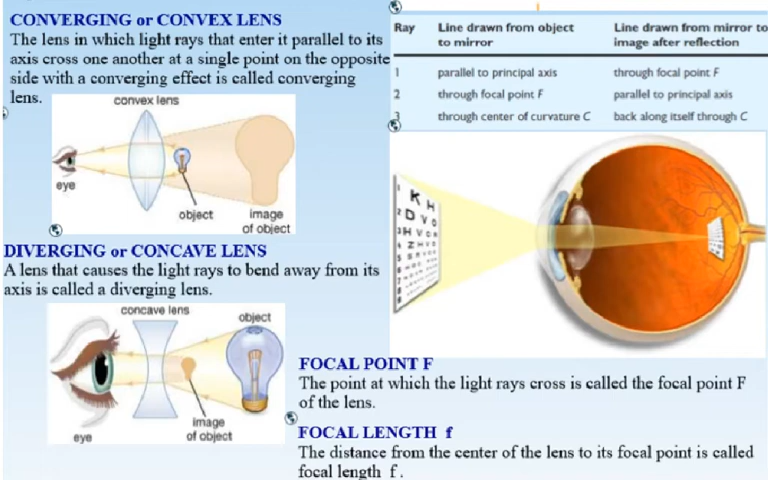 CONVERGING or CONVEX LENS
The lens in which light rays that enter it parallel to its
axis cross one another at a single point on the opposite
side with a converging effect is called converging
lens.
convex lens
eye
object
image
of object
DIVERGING or CONCAVE LENS
A lens that causes the light rays to bend away from its
axis is called a diverging lens.
concave lens
object
eye
image
of object
Ray Line drawn from object to mirror Line drawn from mirror to image after reflection
1 parallel to principal axis through focal point F
2 through focal point F parallel to principal axis
3 through center of curvature C back along itself through C
1 K H
2 D V O
FOCAL POINT F
The point at which the light rays cross is called the focal point F
of the lens.
FOCAL LENGTH f
The distance from the center of the lens to its focal point is called
focal length f .